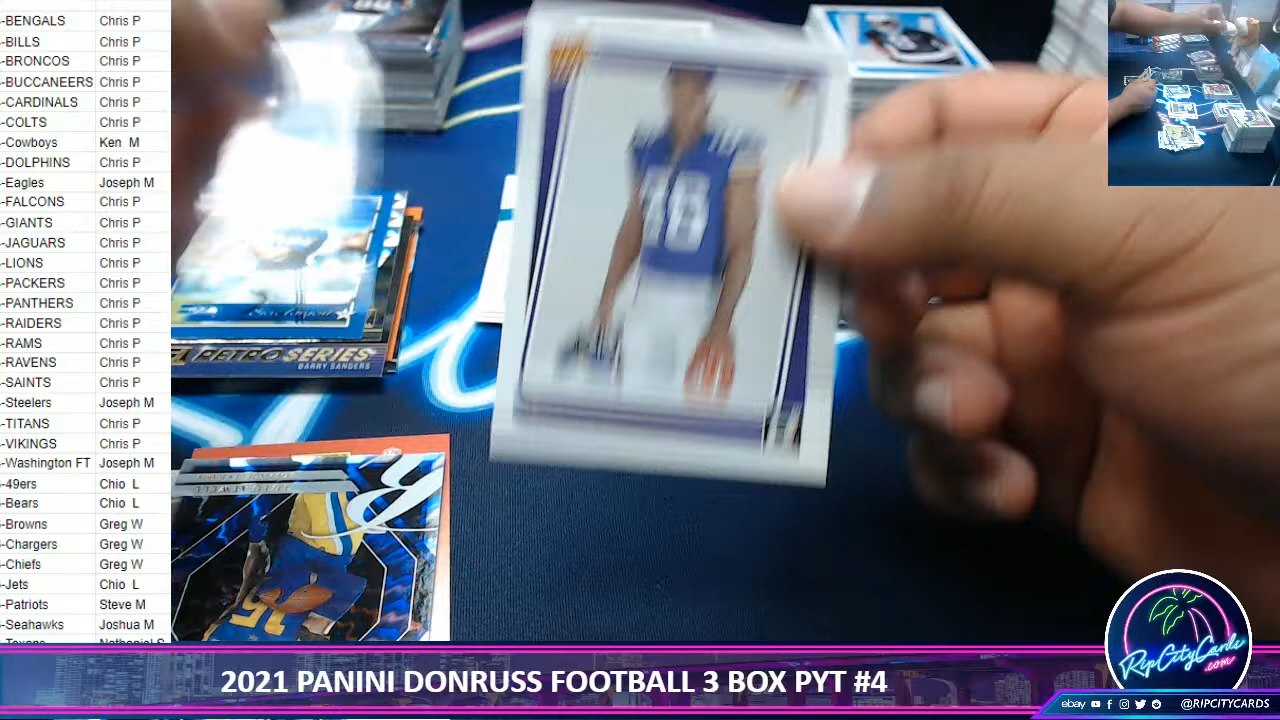 -BENGALS Chris P
-BILLS Chris P
-BRONCOS Chris P
-BUCCANEERS Chris P
-CARDINALS Chris P
-COLTS Chris P
-Cowboys Ken M
-DOLPHINS Chris P
-Eagles Joseph M
-FALCONS Chris P
-GIANTS Chris P
-JAGUARS Chris P
-LIONS Chris P
-PACKERS Chris P
-PANTHERS Chris P
-RAIDERS Chris P
-RAMS Chris P
-RAVENS Chris P
-SAINTS Chris P
-Steelers Joseph M
-TITANS Chris P
-VIKINGS Chris P
-Washington FT Joseph M
-49ers Chio L
-Bears Chio L
-Browns Greg W
-Chargers Greg W
-Chiefs Greg W
-Jets Chio L
-Patriots Steve M
-Seahawks Joshua M
RETRO SERIES
BARRY SANDERS
18
2021 PANINI DONRUSS FOOTBALL 3 BOX PYT #4
RipCityCards
.com
ebay
@RIPCITYCARDS